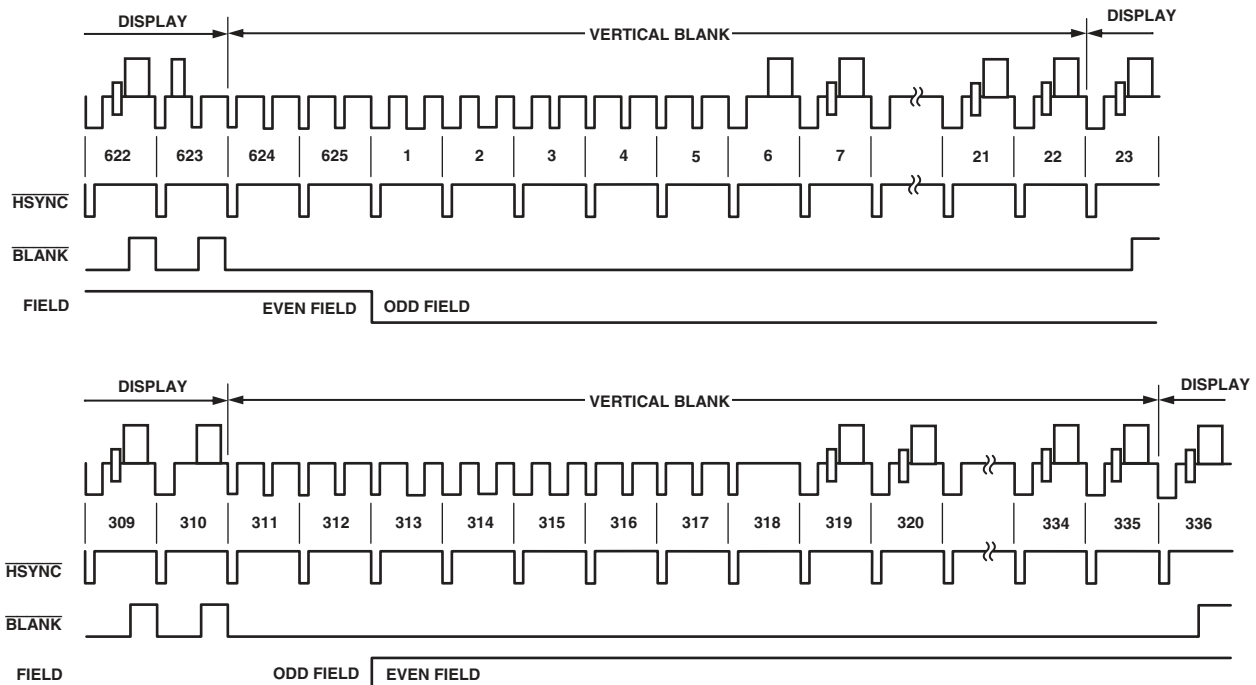 DISPLAY VERTICAL BLANK DISPLAY
622 623 624 625 1 2 3 4 5 6 7 21 22 23
HSYNC
BLANK
FIELD EVEN FIELD ODD FIELD
DISPLAY VERTICAL BLANK DISPLAY
309 310 311 312 313 314 315 316 317 318 319 320 334 335 336
HSYNC
BLANK
FIELD ODD FIELD EVEN FIELD